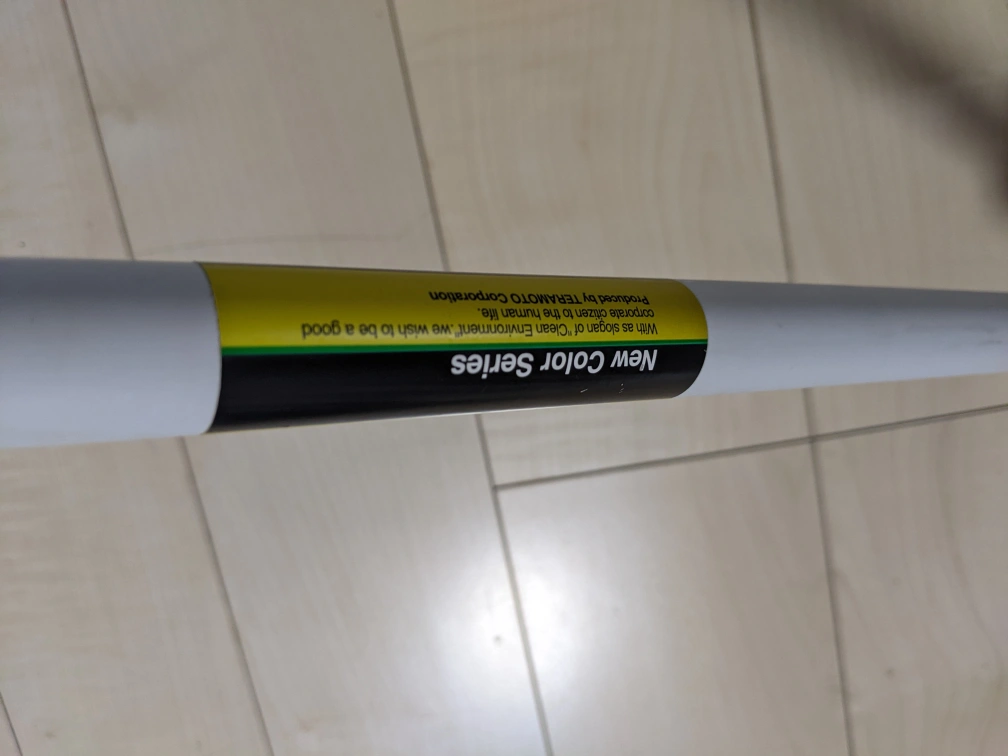 New Color Series
With as slogan of "Clean Environment".we wish to be a good
corporate citizen to the human life.
Produced by TERAMOTO Corporation